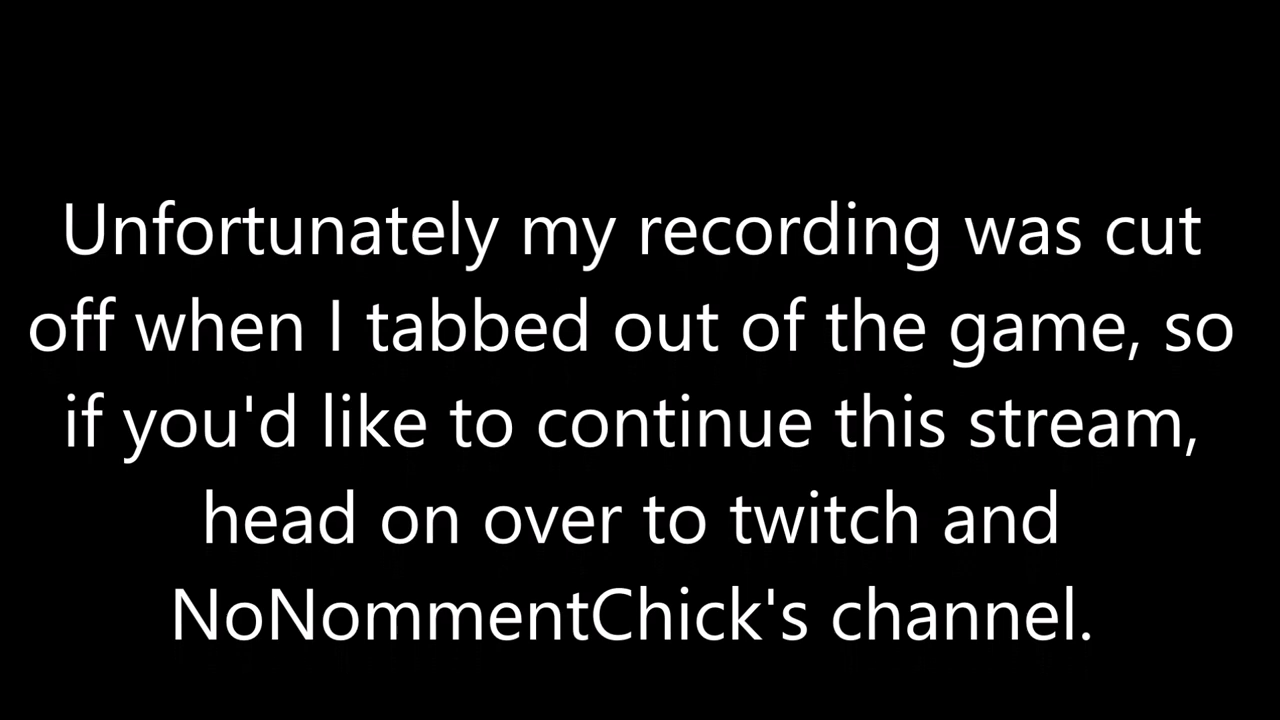 Unfortunately my recording was cut
off when I tabbed out of the game, so
if you'd like to continue this stream,
head on over to twitch and
NoNommentChick's channel.